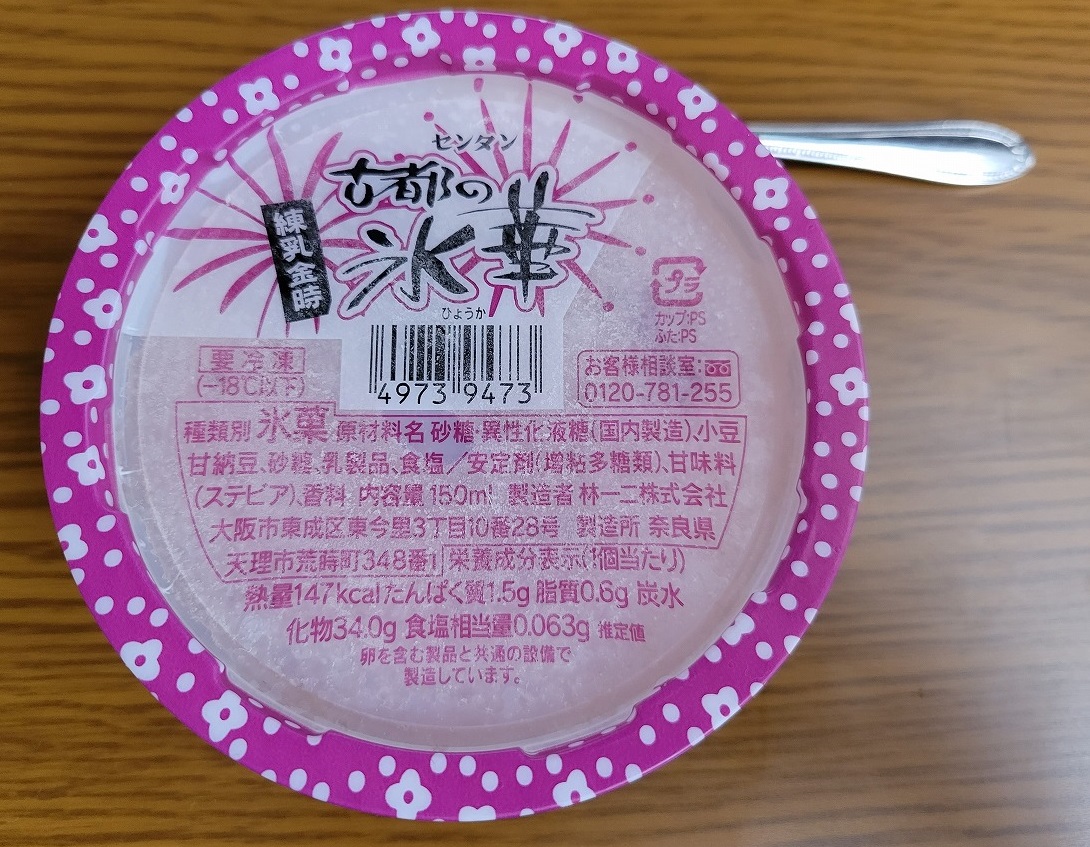 センタン
古都の
氷華
ひょうか
練乳金時
プラ
カップ:PS
ふた:PS
4973 9473
要冷凍
(−18℃以下)
お客様相談室:
0120-781-255
種類別 氷菓 原材料名 砂糖・異性化液糖(国内製造)、小豆
甘納豆、砂糖、乳製品、食塩／安定剤(増粘多糖類)、甘味料
(ステビア)、香料 内容量 150ml 製造者 林一二株式会社
大阪市東成区東今里3丁目10番28号 製造所 奈良県
天理市荒蒔町348番1 栄養成分表示(1個当たり)
熱量147kcal たんぱく質1.5g 脂質0.6g 炭水
化物34.0g 食塩相当量0.063g 推定値
卵を含む製品と共通の設備で
製造しています。